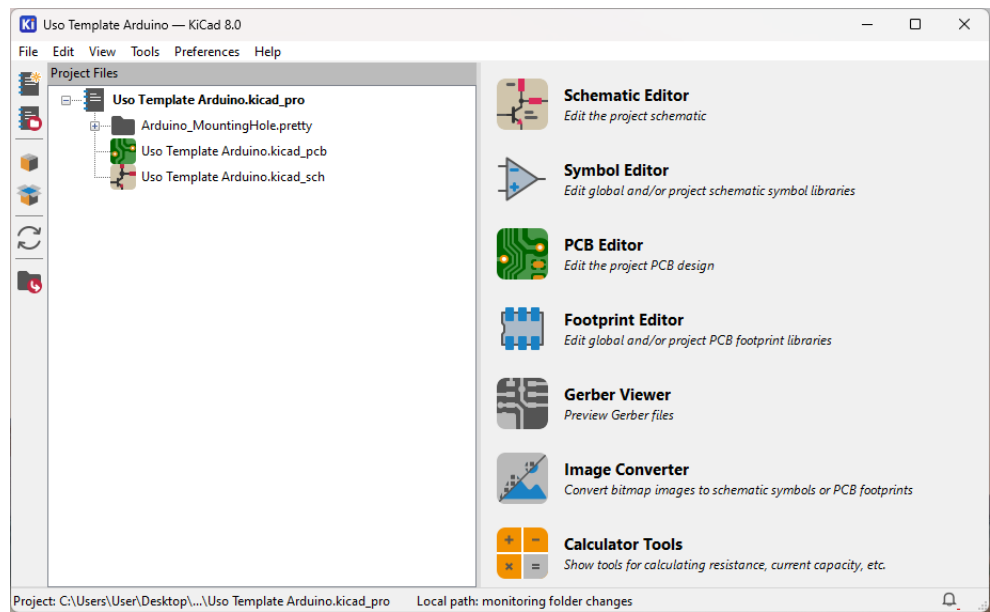 Ki Uso Template Arduino — KiCad 8.0
File Edit View Tools Preferences Help
Project Files
Uso Template Arduino.kicad_pro
Arduino_MountingHole.pretty
Uso Template Arduino.kicad_pcb
Uso Template Arduino.kicad_sch
Schematic Editor
Edit the project schematic
Symbol Editor
Edit global and/or project schematic symbol libraries
PCB Editor
Edit the project PCB design
Footprint Editor
Edit global and/or project PCB footprint libraries
Gerber Viewer
Preview Gerber files
Image Converter
Convert bitmap images to schematic symbols or PCB footprints
Calculator Tools
Show tools for calculating resistance, current capacity, etc.
Project: C:\Users\User\Desktop\...\Uso Template Arduino.kicad_pro Local path: monitoring folder changes